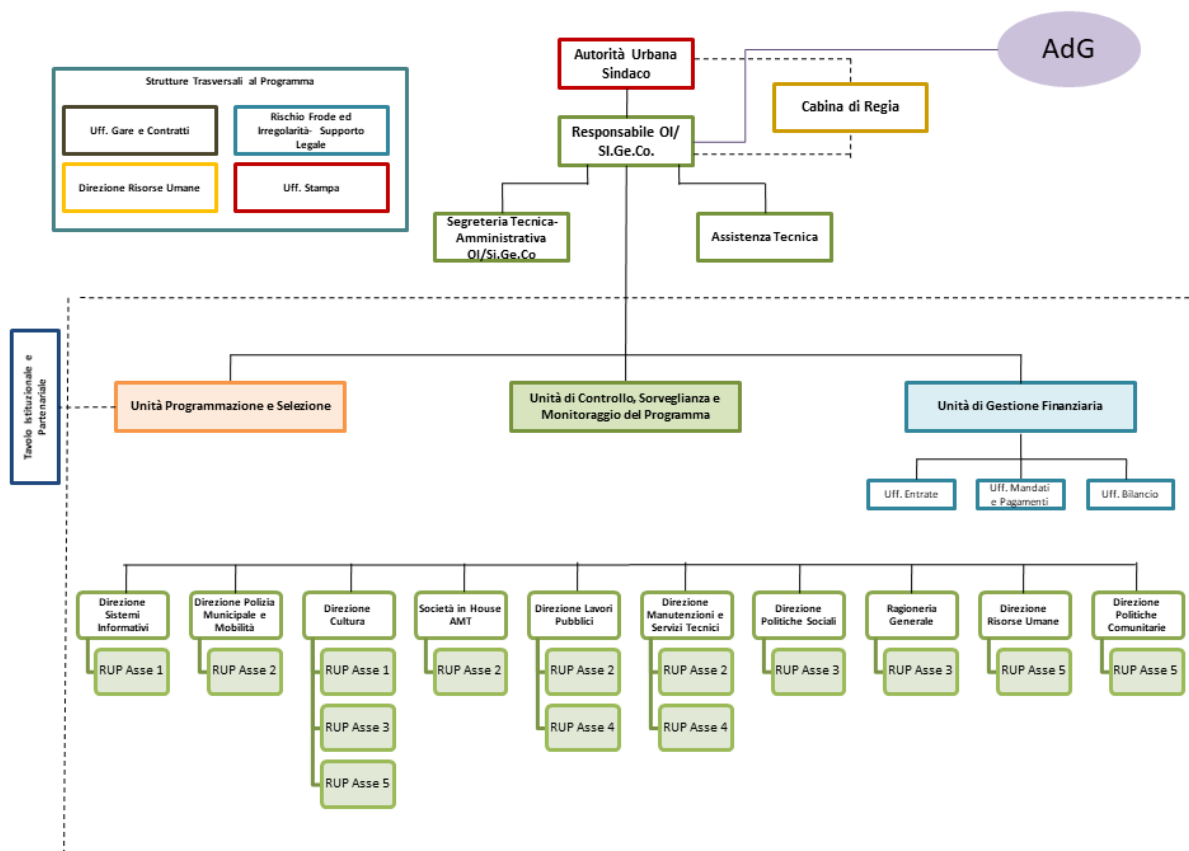 AdG
Autorità Urbana
Sindaco
Cabina di Regia
Responsabile OI/
SI.Ge.Co.
Strutture Trasversali al Programma
Uff. Gare e Contratti
Rischio Frode ed
Irregolarità- Supporto
Legale
Direzione Risorse Umane
Uff. Stampa
Segreteria Tecnica-
Amministrativa
OI/Si.Ge.Co
Assistenza Tecnica
Tavolo Istituzionale e
Partenariale
Unità Programmazione e Selezione
Unità di Controllo, Sorveglianza e
Monitoraggio del Programma
Unità di Gestione Finanziaria
Uff. Entrate
Uff. Mandati
e Pagamenti
Uff. Bilancio
Direzione
Sistemi
Informativi
RUP Asse 1
Direzione Polizia
Municipale e
Mobilità
RUP Asse 2
Direzione
Cultura
RUP Asse 1
RUP Asse 3
RUP Asse 5
Società in House
AMT
RUP Asse 2
Direzione Lavori
Pubblici
RUP Asse 2
RUP Asse 4
Direzione
Manutenzioni e
Servizi Tecnici
RUP Asse 2
RUP Asse 4
Direzione
Politiche Sociali
RUP Asse 3
Ragioneria
Generale
RUP Asse 3
Direzione
Risorse Umane
RUP Asse 5
Direzione
Politiche
Comunitarie
RUP Asse 5